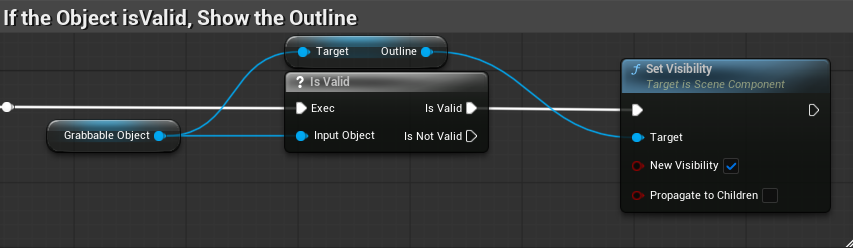 If the Object isValid, Show the Outline
Target Outline
? Is Valid
Exec Is Valid
Grabbable Object
Input Object Is Not Valid
f Set Visibility
Target is Scene Component
Target
New Visibility
Propagate to Children